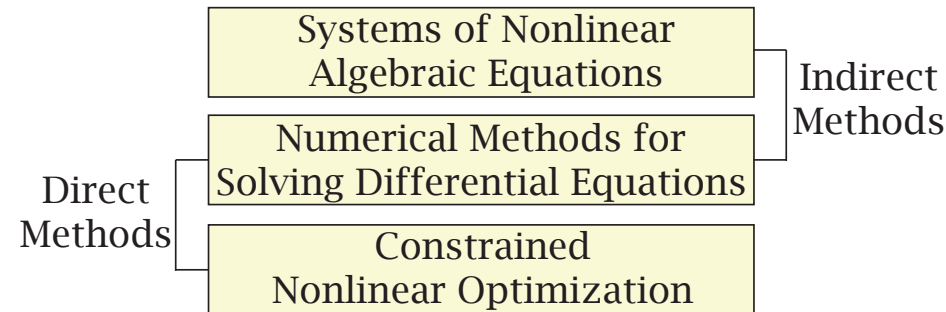 Systems of Nonlinear
Algebraic Equations
Indirect
Methods
Numerical Methods for
Solving Differential Equations
Direct
Methods
Constrained
Nonlinear Optimization